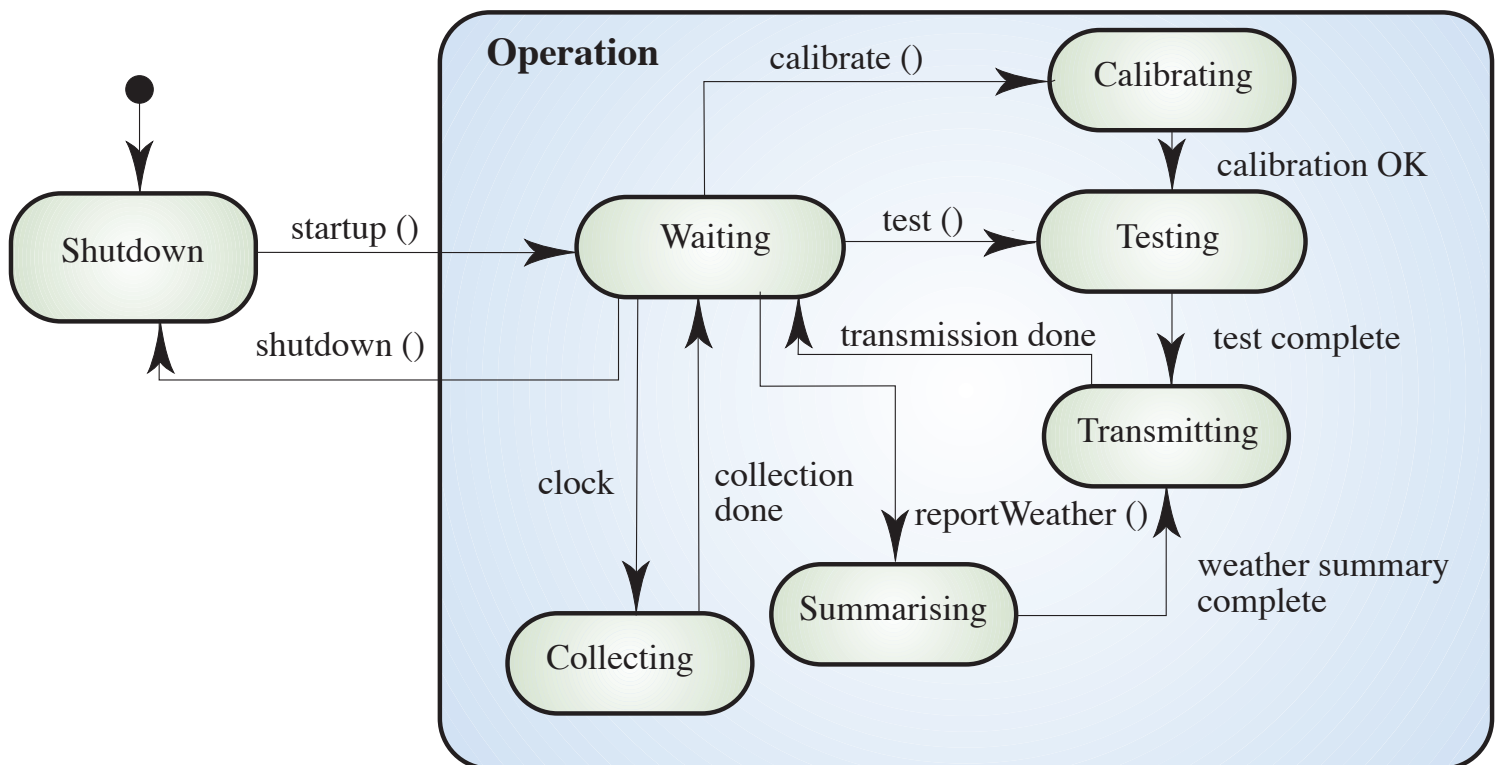 Operation
calibrate ()
Calibrating
calibration OK
Shutdown
startup ()
Waiting
test ()
Testing
shutdown ()
transmission done
test complete
Transmitting
clock
collection
done
reportWeather ()
weather summary
complete
Summarising
Collecting